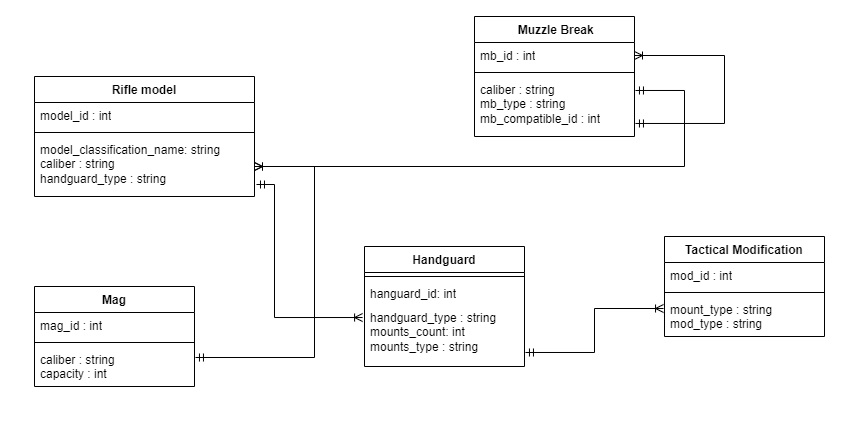 Muzzle Break
mb_id : int
caliber : string
mb_type : string
mb_compatible_id : int
Rifle model
model_id : int
model_classification_name: string
caliber : string
handguard_type : string
Handguard
hanguard_id: int
handguard_type : string
mounts_count: int
mounts_type : string
Tactical Modification
mod_id : int
mount_type : string
mod_type : string
Mag
mag_id : int
caliber : string
capacity : int